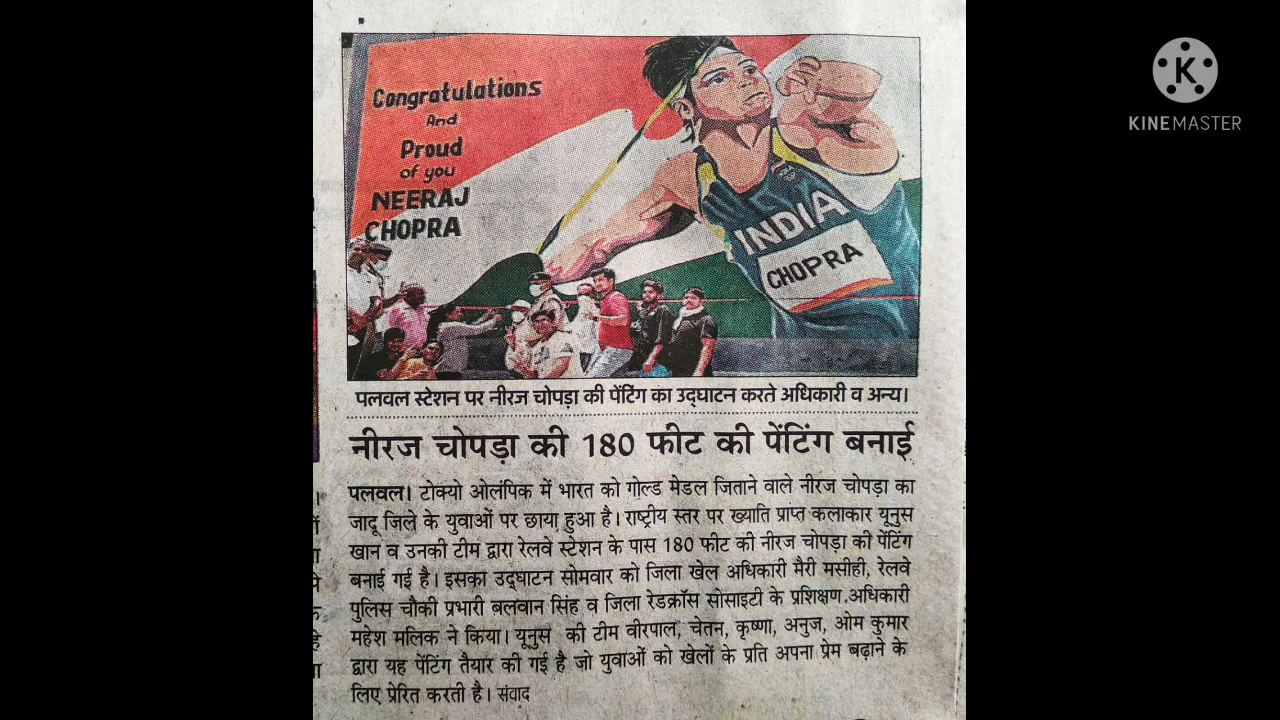 Congratulations
And
Proud
of you
NEERAJ
CHOPRA
INDIA
CHOPRA
K
KINEMASTER
पलवल स्टेशन पर नीरज चोपड़ा की पेंटिंग का उद्घाटन करते अधिकारी व अन्य।
नीरज चोपड़ा की 180 फीट की पेंटिंग बनाई
पलवल। टोक्यो ओलंपिक में भारत को गोल्ड मेडल जिताने वाले नीरज चोपड़ा का
जादू जिले के युवाओं पर छाया हुआ है। राष्ट्रीय स्तर पर ख्याति प्राप्त कलाकार यूनुस
खान व उनकी टीम द्वारा रेलवे स्टेशन के पास 180 फीट की नीरज चोपड़ा की पेंटिंग
बनाई गई है। इसका उद्घाटन सोमवार को जिला खेल अधिकारी मैरी मसीही, रेलवे
पुलिस चौकी प्रभारी बलवान सिंह व जिला रेडक्रॉस सोसाइटी के प्रशिक्षण अधिकारी
महेश मलिक ने किया। यूनुस की टीम वीरपाल, चेतन, कृष्णा, अनुज, ओम कुमार
द्वारा यह पेंटिंग तैयार की गई है जो युवाओं को खेलों के प्रति अपना प्रेम बढ़ाने के
लिए प्रेरित करती है। संवाद